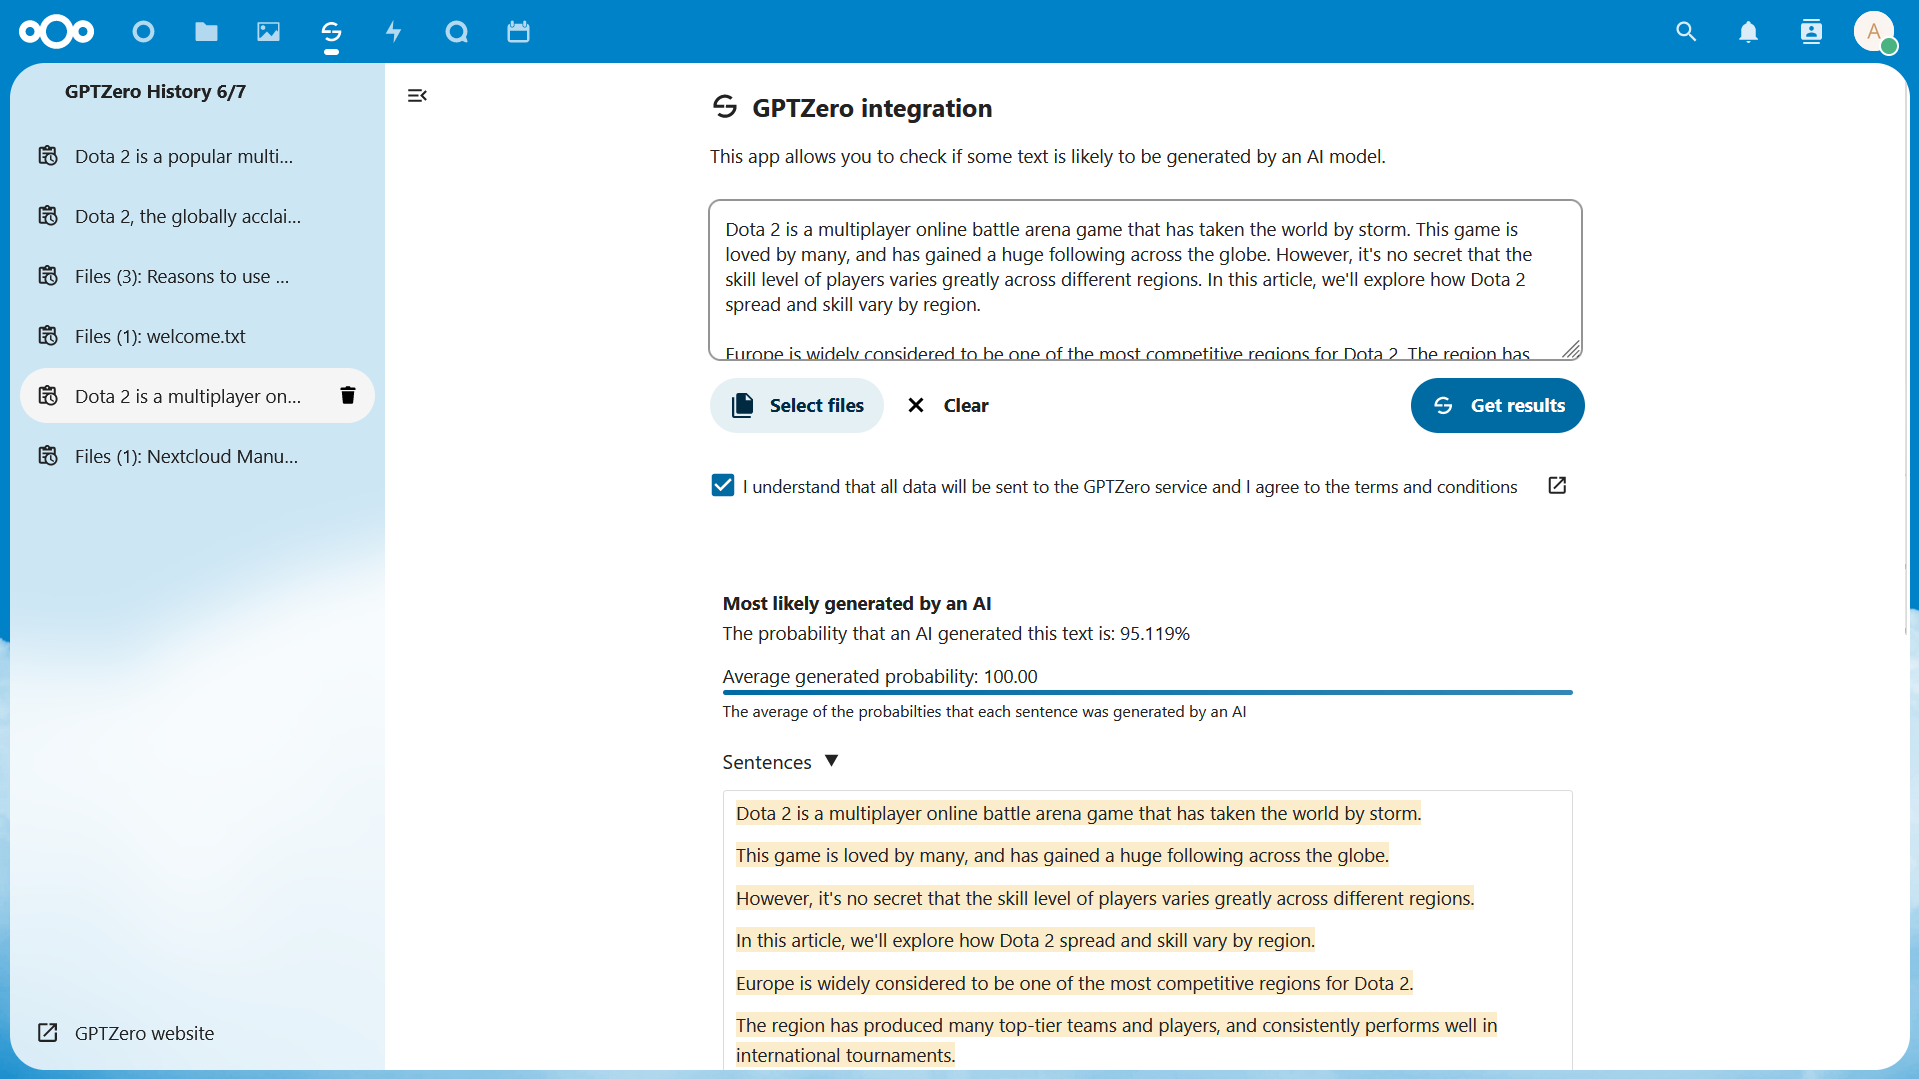 A
GPTZero History 6/7
Dota 2 is a popular multi...
Dota 2, the globally acclai...
Files (3): Reasons to use ...
Files (1): welcome.txt
Dota 2 is a multiplayer on...
Files (1): Nextcloud Manu...
GPTZero website
GPTZero integration
This app allows you to check if some text is likely to be generated by an AI model.
Dota 2 is a multiplayer online battle arena game that has taken the world by storm. This game is
loved by many, and has gained a huge following across the globe. However, it's no secret that the
skill level of players varies greatly across different regions. In this article, we'll explore how Dota 2
spread and skill vary by region.
Europe is widely considered to be one of the most competitive regions for Dota 2. The region has
Select files
Clear
Get results
I understand that all data will be sent to the GPTZero service and I agree to the terms and conditions
Most likely generated by an AI
The probability that an AI generated this text is: 95.119%
Average generated probability: 100.00
The average of the probabilties that each sentence was generated by an AI
Sentences ▼
Dota 2 is a multiplayer online battle arena game that has taken the world by storm.
This game is loved by many, and has gained a huge following across the globe.
However, it's no secret that the skill level of players varies greatly across different regions.
In this article, we'll explore how Dota 2 spread and skill vary by region.
Europe is widely considered to be one of the most competitive regions for Dota 2.
The region has produced many top-tier teams and players, and consistently performs well in
international tournaments.